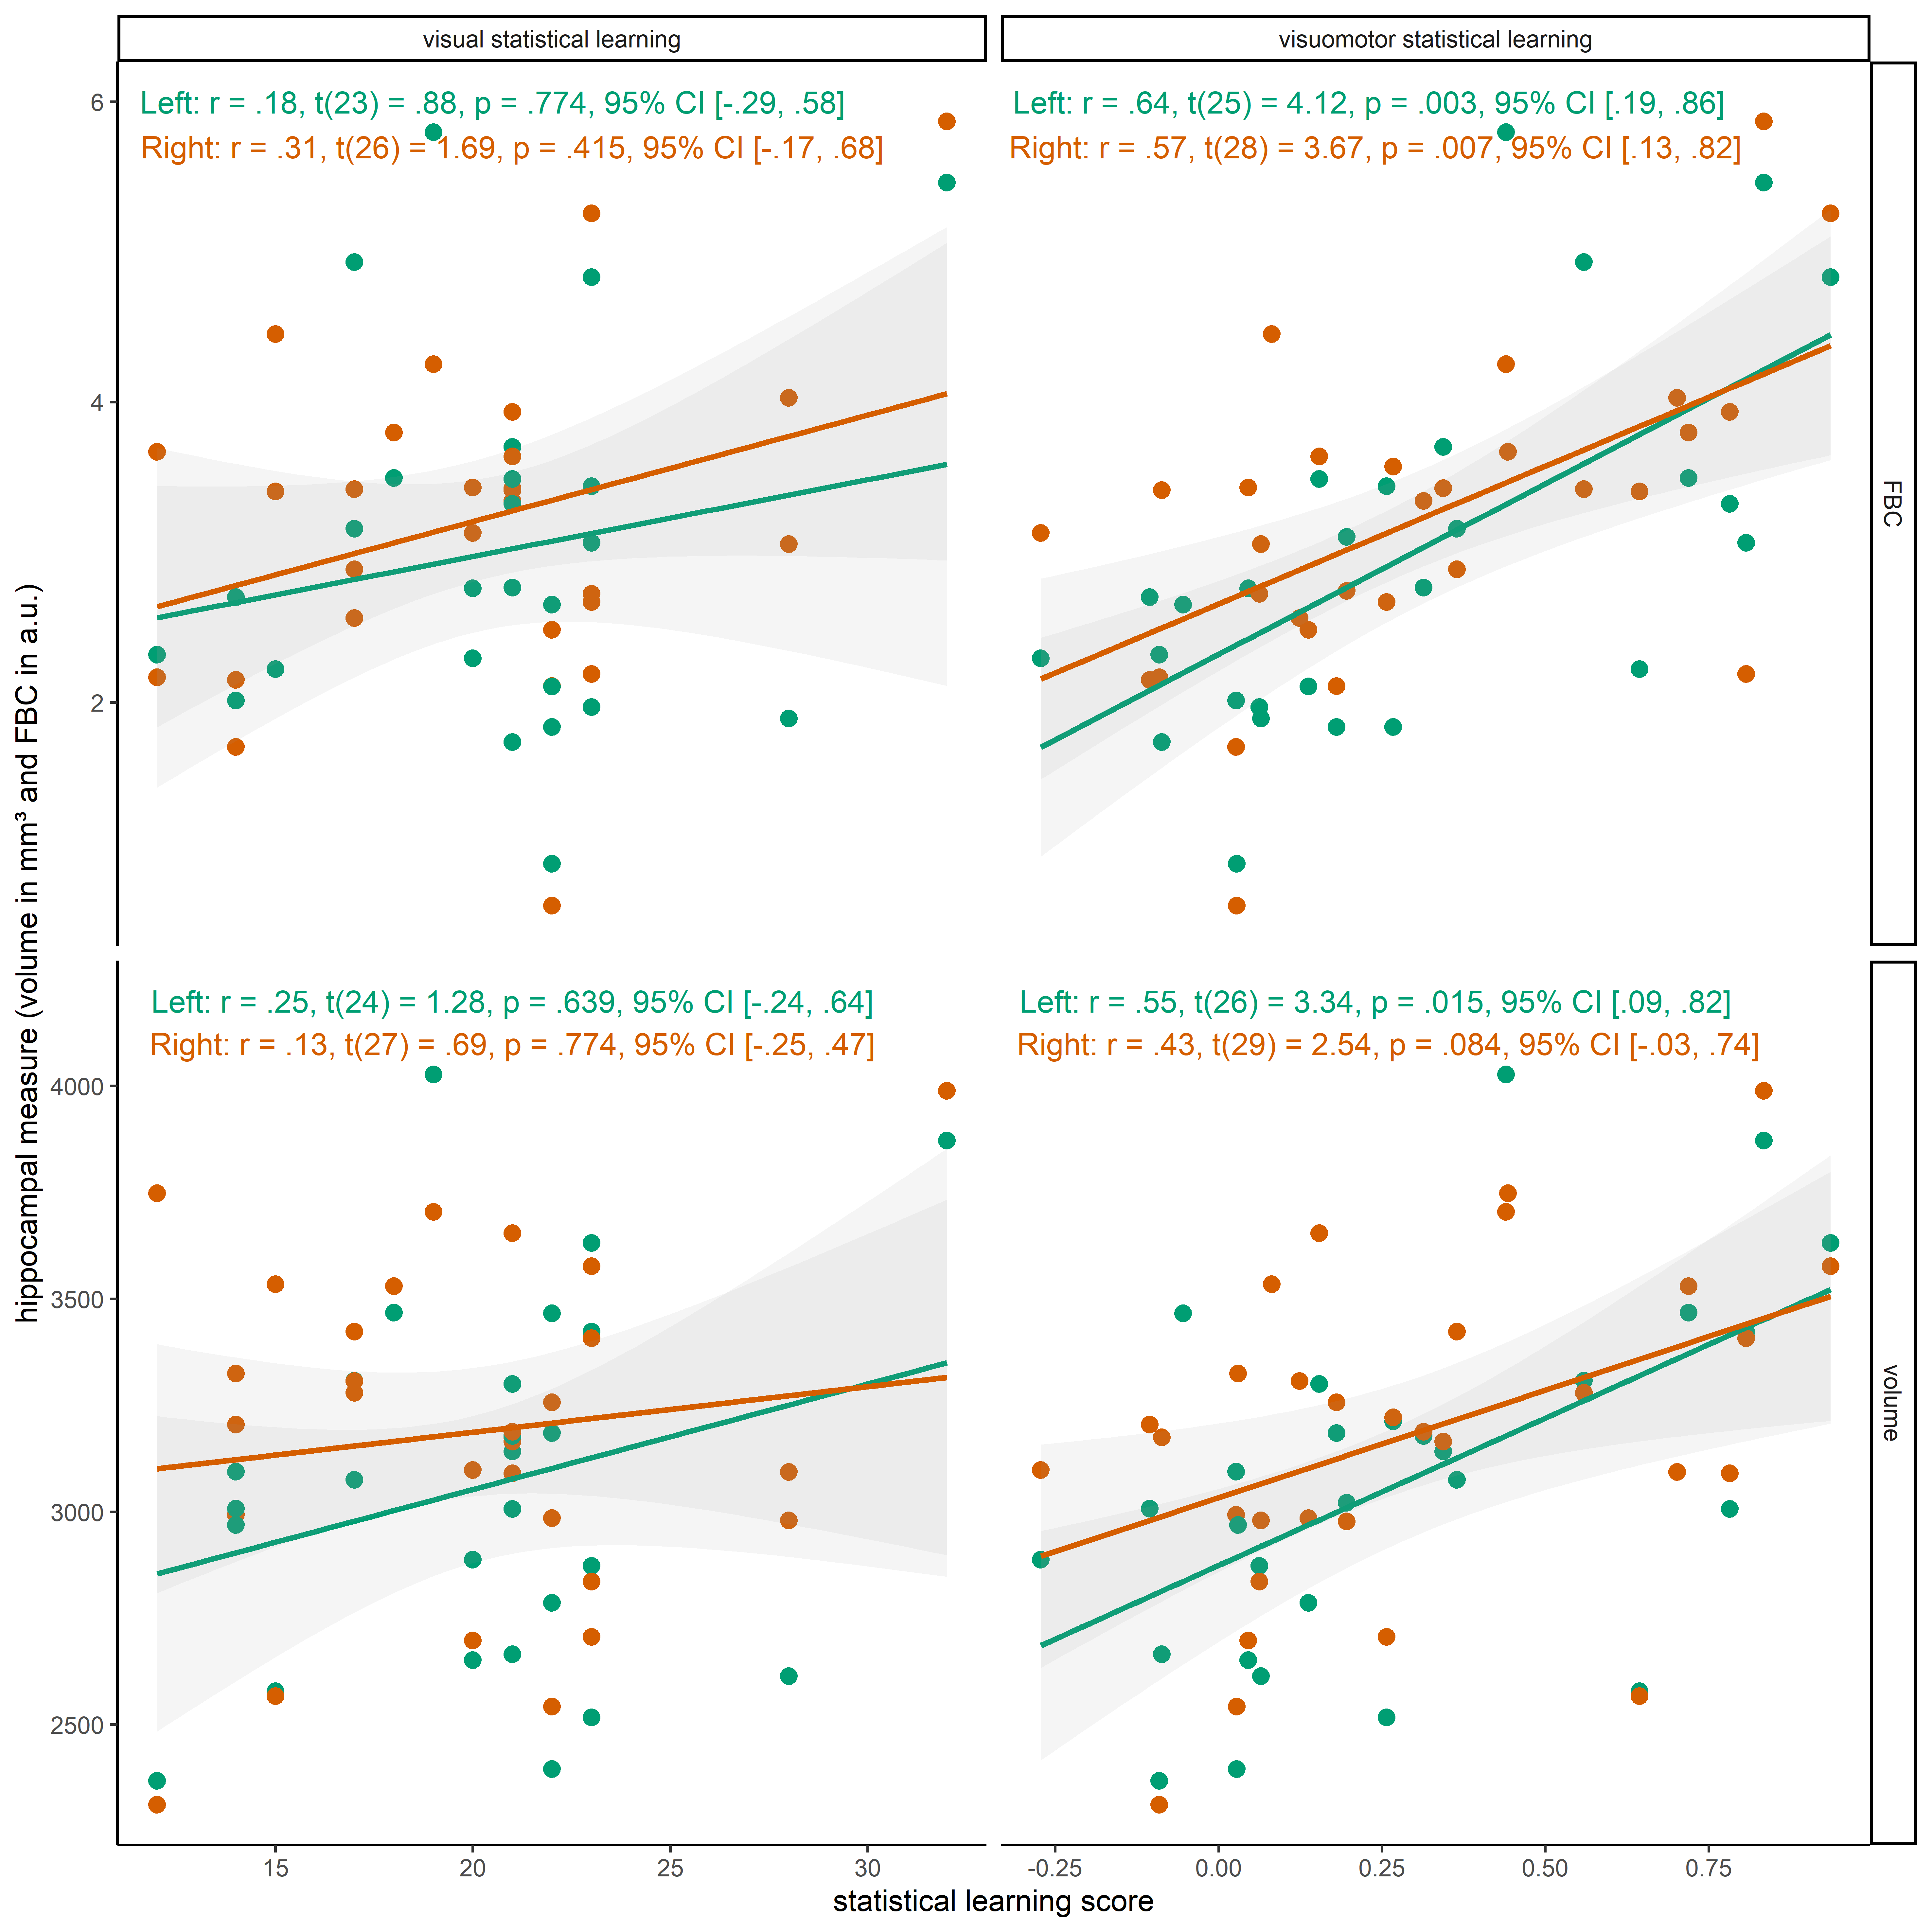 visual statistical learning
visuomotor statistical learning
Left: r = .18, t(23) = .88, p = .774, 95% CI [-.29, .58]
Right: r = .31, t(26) = 1.69, p = .415, 95% CI [-.17, .68]
Left: r = .64, t(25) = 4.12, p = .003, 95% CI [.19, .86]
Right: r = .57, t(28) = 3.67, p = .007, 95% CI [.13, .82]
6
4
2
FBC
hippocampal measure (volume in mm³ and FBC in a.u.)
Left: r = .25, t(24) = 1.28, p = .639, 95% CI [-.24, .64]
Right: r = .13, t(27) = .69, p = .774, 95% CI [-.25, .47]
Left: r = .55, t(26) = 3.34, p = .015, 95% CI [.09, .82]
Right: r = .43, t(29) = 2.54, p = .084, 95% CI [-.03, .74]
4000
3500
3000
2500
volume
15 20 25 30
-0.25 0.00 0.25 0.50 0.75
statistical learning score